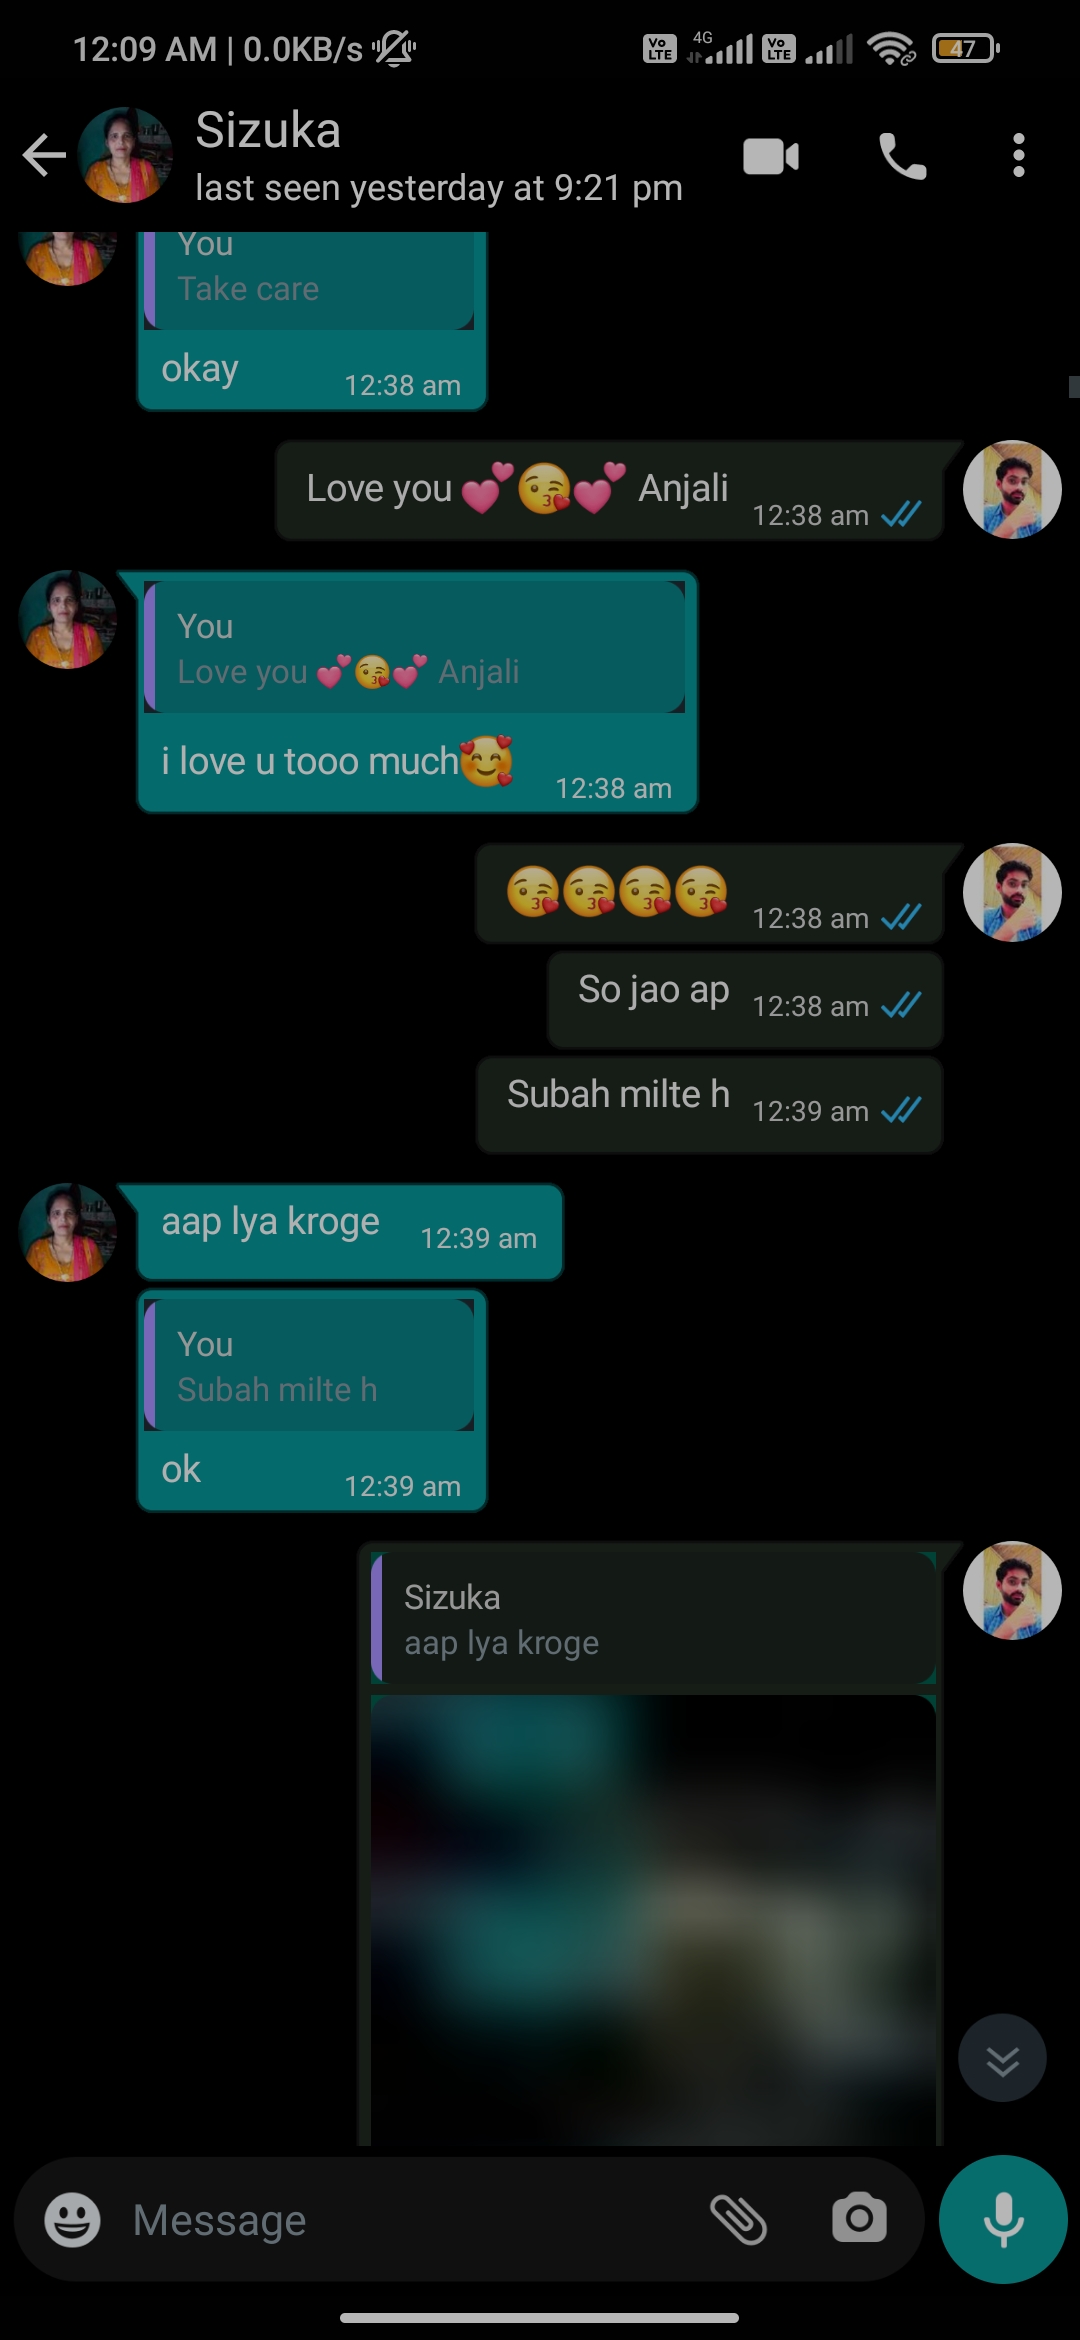 12:09 AM | 0.0KB/s
Vo LTE 4G Vo LTE 47
Sizuka
last seen yesterday at 9:21 pm
You
Take care
okay 12:38 am
Love you 💕😘💕 Anjali 12:38 am
You
Love you 💕😘💕 Anjali
i love u tooo much🥰 12:38 am
😘😘😘😘 12:38 am
So jao ap 12:38 am
Subah milte h 12:39 am
aap lya kroge 12:39 am
You
Subah milte h
ok 12:39 am
Sizuka
aap lya kroge
Message